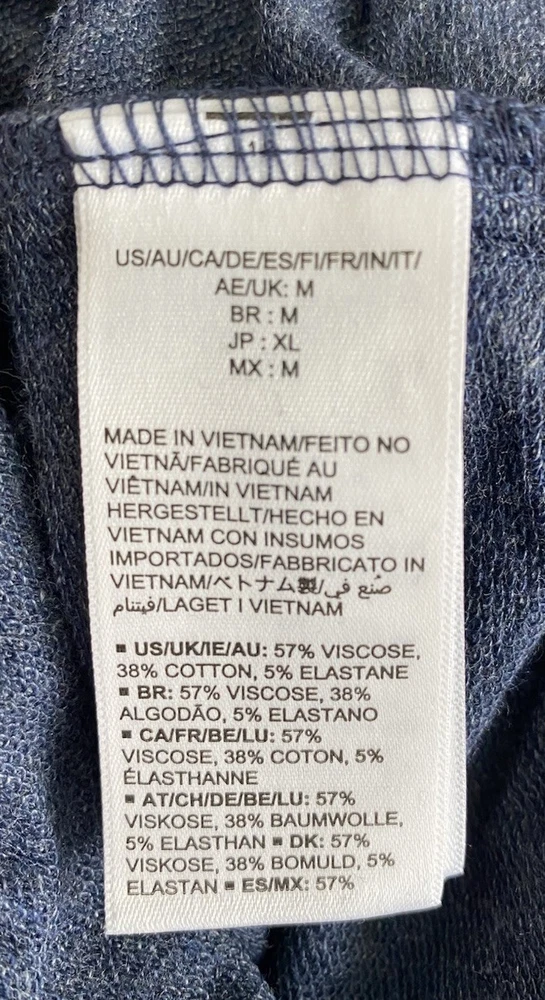 US/AU/CA/DE/ES/FI/FR/IN/IT/
AE/UK: M
BR : M
JP : XL
MX : M
MADE IN VIETNAM/FEITO NO
VIETNÃ/FABRIQUÉ AU
VIÊTNAM/IN VIETNAM
HERGESTELLT/HECHO EN
VIETNAM CON INSUMOS
IMPORTADOS/FABBRICATO IN
VIETNAM/ベトナム製/صُنع في
فيتنام/LAGET I VIETNAM
▪ US/UK/IE/AU: 57% VISCOSE,
38% COTTON, 5% ELASTANE
▪ BR: 57% VISCOSE, 38%
ALGODÃO, 5% ELASTANO
▪ CA/FR/BE/LU: 57%
VISCOSE, 38% COTON, 5%
ÉLASTHANNE
▪ AT/CH/DE/BE/LU: 57%
VISKOSE, 38% BAUMWOLLE,
5% ELASTHAN ▪ DK: 57%
VISKOSE, 38% BOMULD, 5%
ELASTAN ▪ ES/MX: 57%